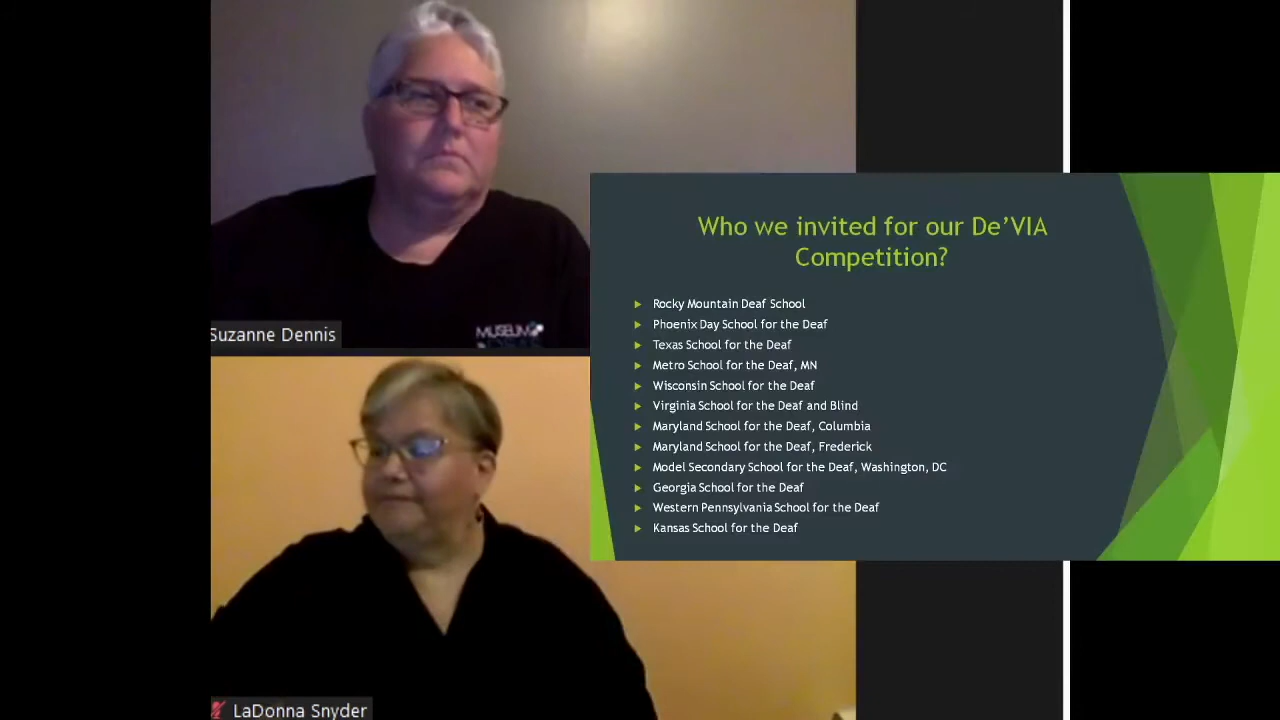 Suzanne Dennis
MUSEUM
LaDonna Snyder
Who we invited for our De'VIA
Competition?
Rocky Mountain Deaf School
Phoenix Day School for the Deaf
Texas School for the Deaf
Metro School for the Deaf, MN
Wisconsin School for the Deaf
Virginia School for the Deaf and Blind
Maryland School for the Deaf, Columbia
Maryland School for the Deaf, Frederick
Model Secondary School for the Deaf, Washington, DC
Georgia School for the Deaf
Western Pennsylvania School for the Deaf
Kansas School for the Deaf